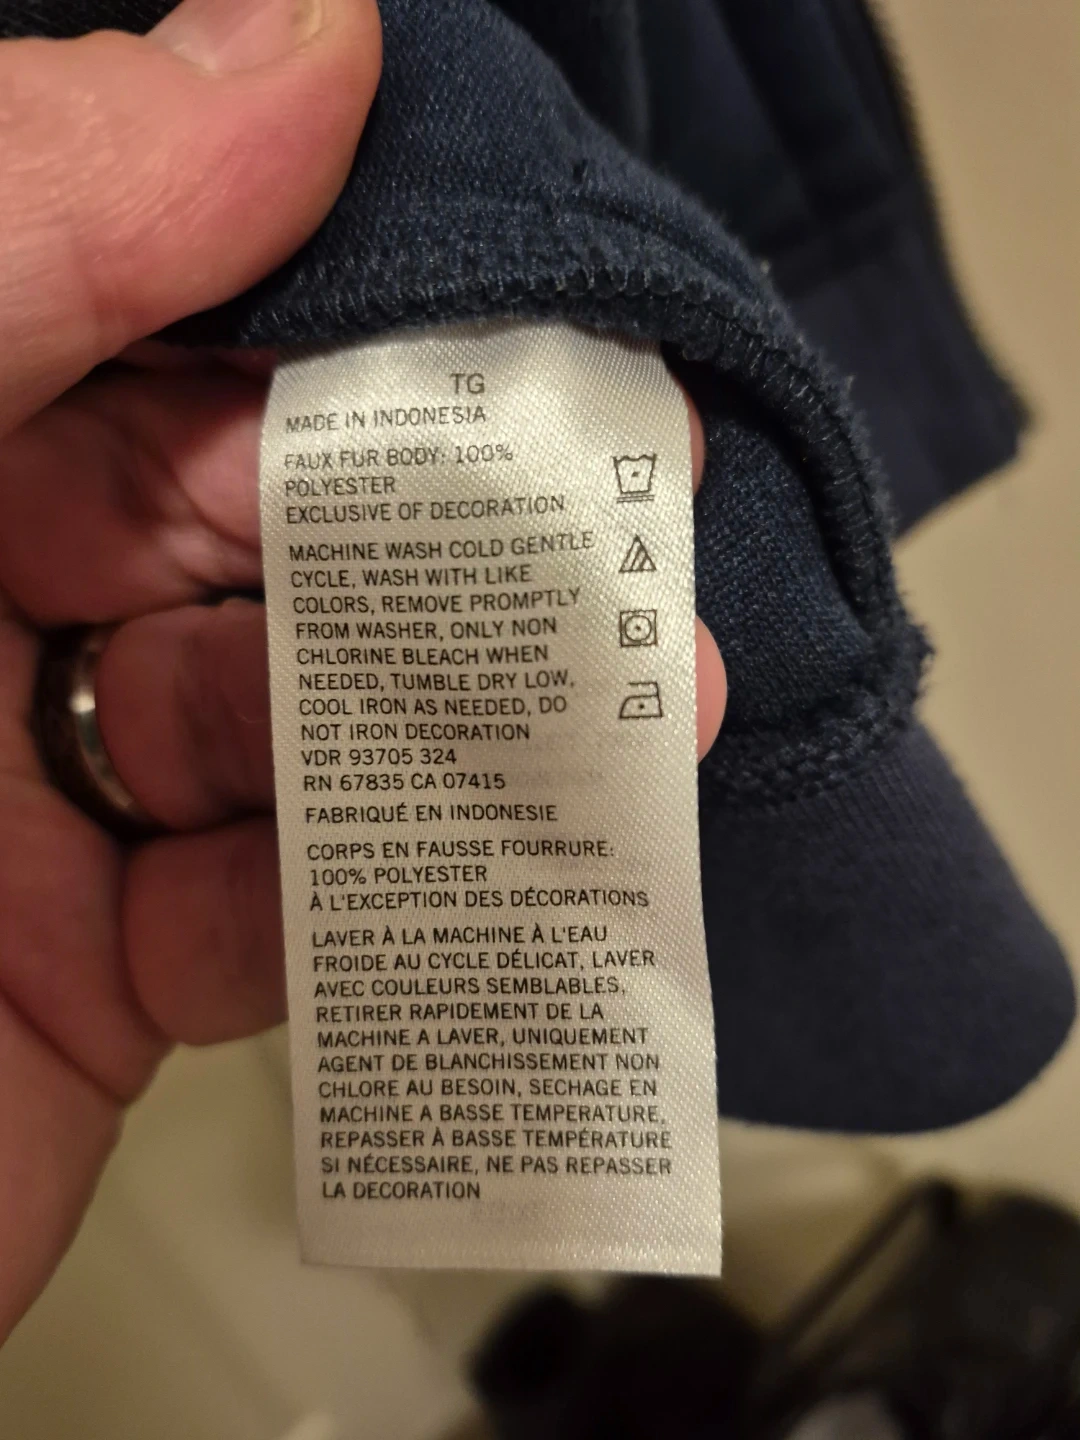 TG
MADE IN INDONESIA
FAUX FUR BODY: 100%
POLYESTER
EXCLUSIVE OF DECORATION
MACHINE WASH COLD GENTLE
CYCLE, WASH WITH LIKE
COLORS, REMOVE PROMPTLY
FROM WASHER, ONLY NON
CHLORINE BLEACH WHEN
NEEDED, TUMBLE DRY LOW,
COOL IRON AS NEEDED, DO
NOT IRON DECORATION
VDR 93705 324
RN 67835 CA 07415
FABRIQUÉ EN INDONESIE
CORPS EN FAUSSE FOURRURE:
100% POLYESTER
À L'EXCEPTION DES DÉCORATIONS
LAVER À LA MACHINE À L'EAU
FROIDE AU CYCLE DÉLICAT, LAVER
AVEC COULEURS SEMBLABLES,
RETIRER RAPIDEMENT DE LA
MACHINE A LAVER, UNIQUEMENT
AGENT DE BLANCHISSEMENT NON
CHLORE AU BESOIN, SECHAGE EN
MACHINE A BASSE TEMPERATURE,
REPASSER À BASSE TEMPÉRATURE
SI NÉCESSAIRE, NE PAS REPASSER
LA DECORATION